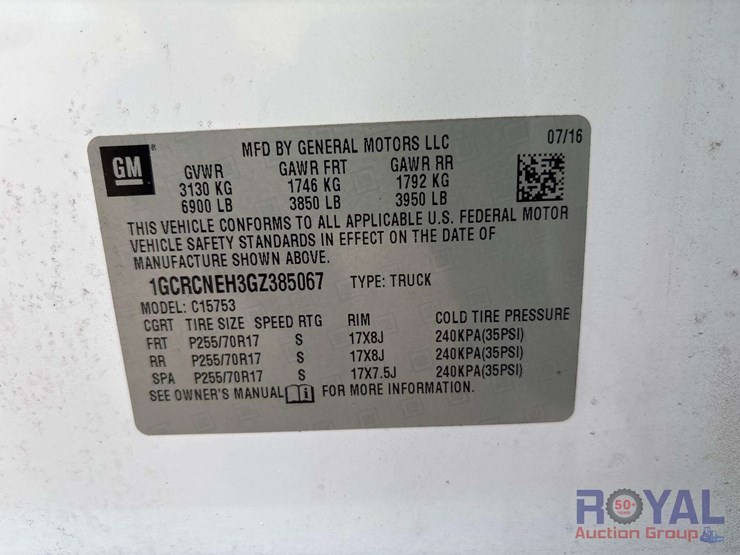 GM
MFD BY GENERAL MOTORS LLC 07/16
GVWR GAWR FRT GAWR RR
3130 KG 1746 KG 1792 KG
6900 LB 3850 LB 3950 LB
THIS VEHICLE CONFORMS TO ALL APPLICABLE U.S. FEDERAL MOTOR
VEHICLE SAFETY STANDARDS IN EFFECT ON THE DATE OF
MANUFACTURE SHOWN ABOVE.
1GCRCNEH3GZ385067 TYPE: TRUCK
MODEL: C15753
CGRT TIRE SIZE SPEED RTG RIM COLD TIRE PRESSURE
FRT P255/70R17 S 17X8J 240KPA(35PSI)
RR P255/70R17 S 17X8J 240KPA(35PSI)
SPA P255/70R17 S 17X7.5J 240KPA(35PSI)
SEE OWNER'S MANUAL FOR MORE INFORMATION.
ROYAL
50+
YEARS
Auction Group